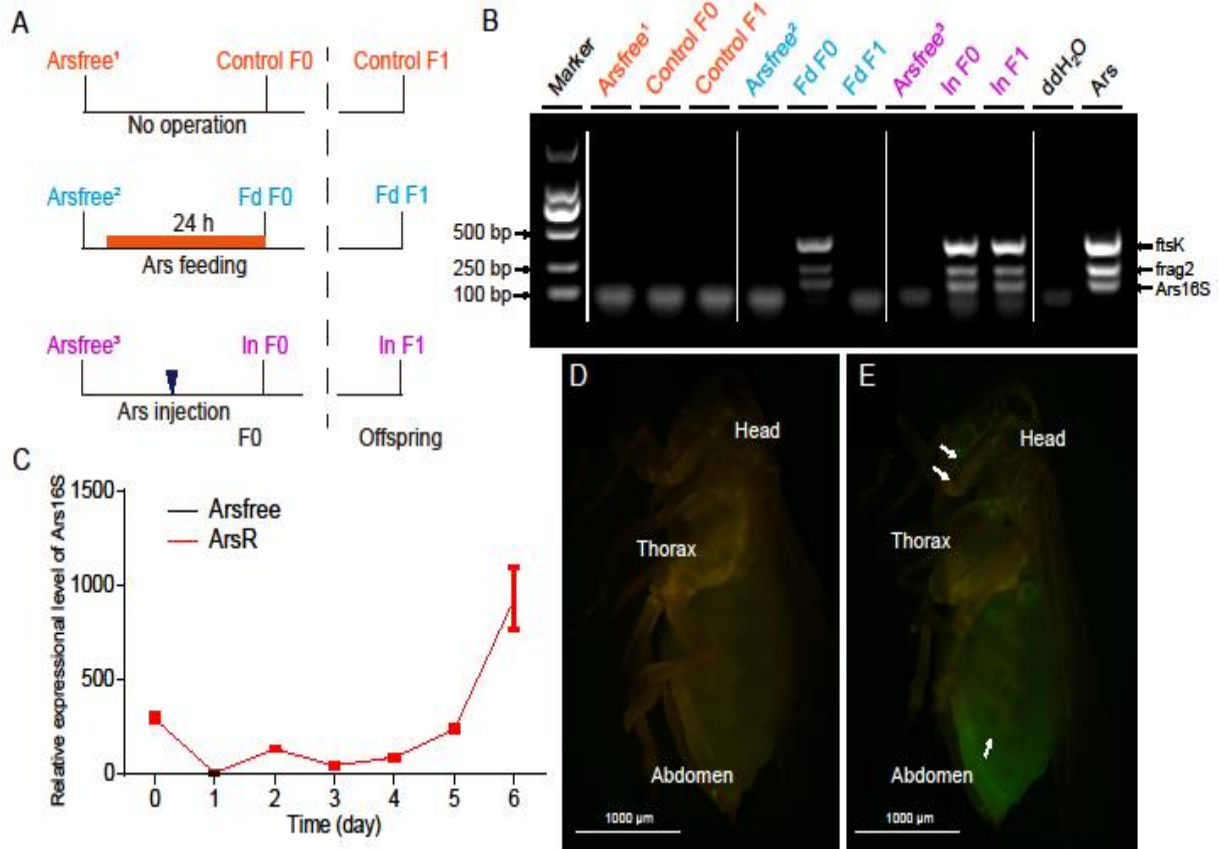 A
Arsfree¹ Control F0 Control F1
No operation
Arsfree² Fd F0 Fd F1
24 h
Ars feeding
Arsfree³ In F0 In F1
Ars injection
F0 Offspring
B
Marker Arsfree¹ Control F0 Control F1 Arsfree² Fd F0 Fd F1 Arsfree³ In F0 In F1 ddH₂O Ars
500 bp ftsK
250 bp frag2
100 bp Ars16S
C
Relative expressional level of Ars16S
1500
1000
500
0
Arsfree
ArsR
0 1 2 3 4 5 6
Time (day)
D
Head
Thorax
Abdomen
1000 µm
E
Head
Thorax
Abdomen
1000 µm